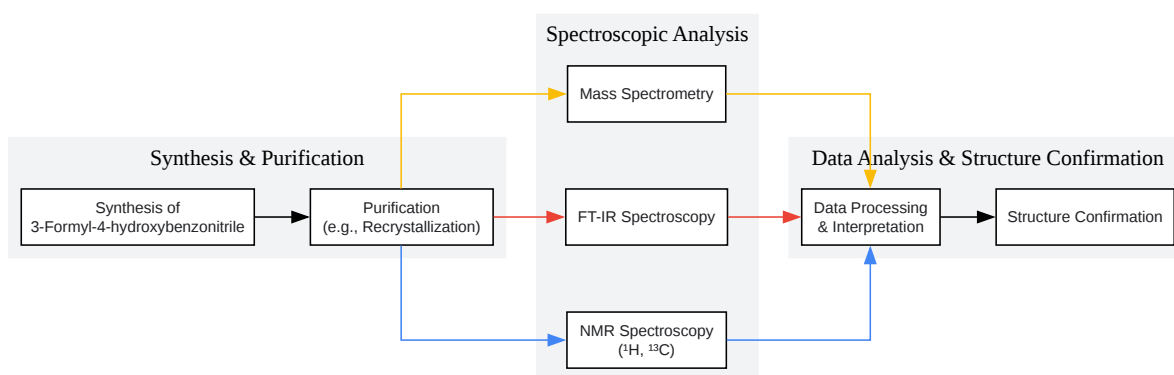 Spectroscopic Analysis
Mass Spectrometry
Synthesis & Purification
Data Analysis & Structure Confirmation
Synthesis of
3-Formyl-4-hydroxybenzonitrile
Purification
(e.g., Recrystallization)
FT-IR Spectroscopy
Data Processing
& Interpretation
Structure Confirmation
NMR Spectroscopy
(¹H, ¹³C)